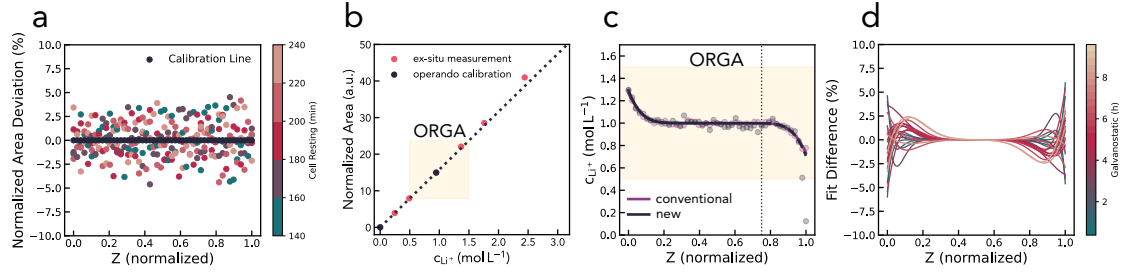 a
Normalized Area Deviation (%)
10.0
7.5
5.0
2.5
0.0
−2.5
−5.0
−7.5
−10.0
Calibration Line
0.0 0.2 0.4 0.6 0.8 1.0
Z (normalized)
240
220
200
180
160
140
Cell Resting (min)
b
Normalized Area (a.u.)
50
40
30
20
10
0
ex-situ measurement
operando calibration
ORGA
0.0 0.5 1.0 1.5 2.0 2.5 3.0
cLi+ (mol L−1)
c
cLi+ (mol L−1)
1.6
1.4
1.2
1.0
0.8
0.6
0.4
0.2
0.0
ORGA
conventional
new
0.0 0.2 0.4 0.6 0.8 1.0
Z (normalized)
d
Fit Difference (%)
10.0
7.5
5.0
2.5
0.0
−2.5
−5.0
−7.5
−10.0
0.0 0.2 0.4 0.6 0.8 1.0
Z (normalized)
8
6
4
2
Galvanostatic (h)